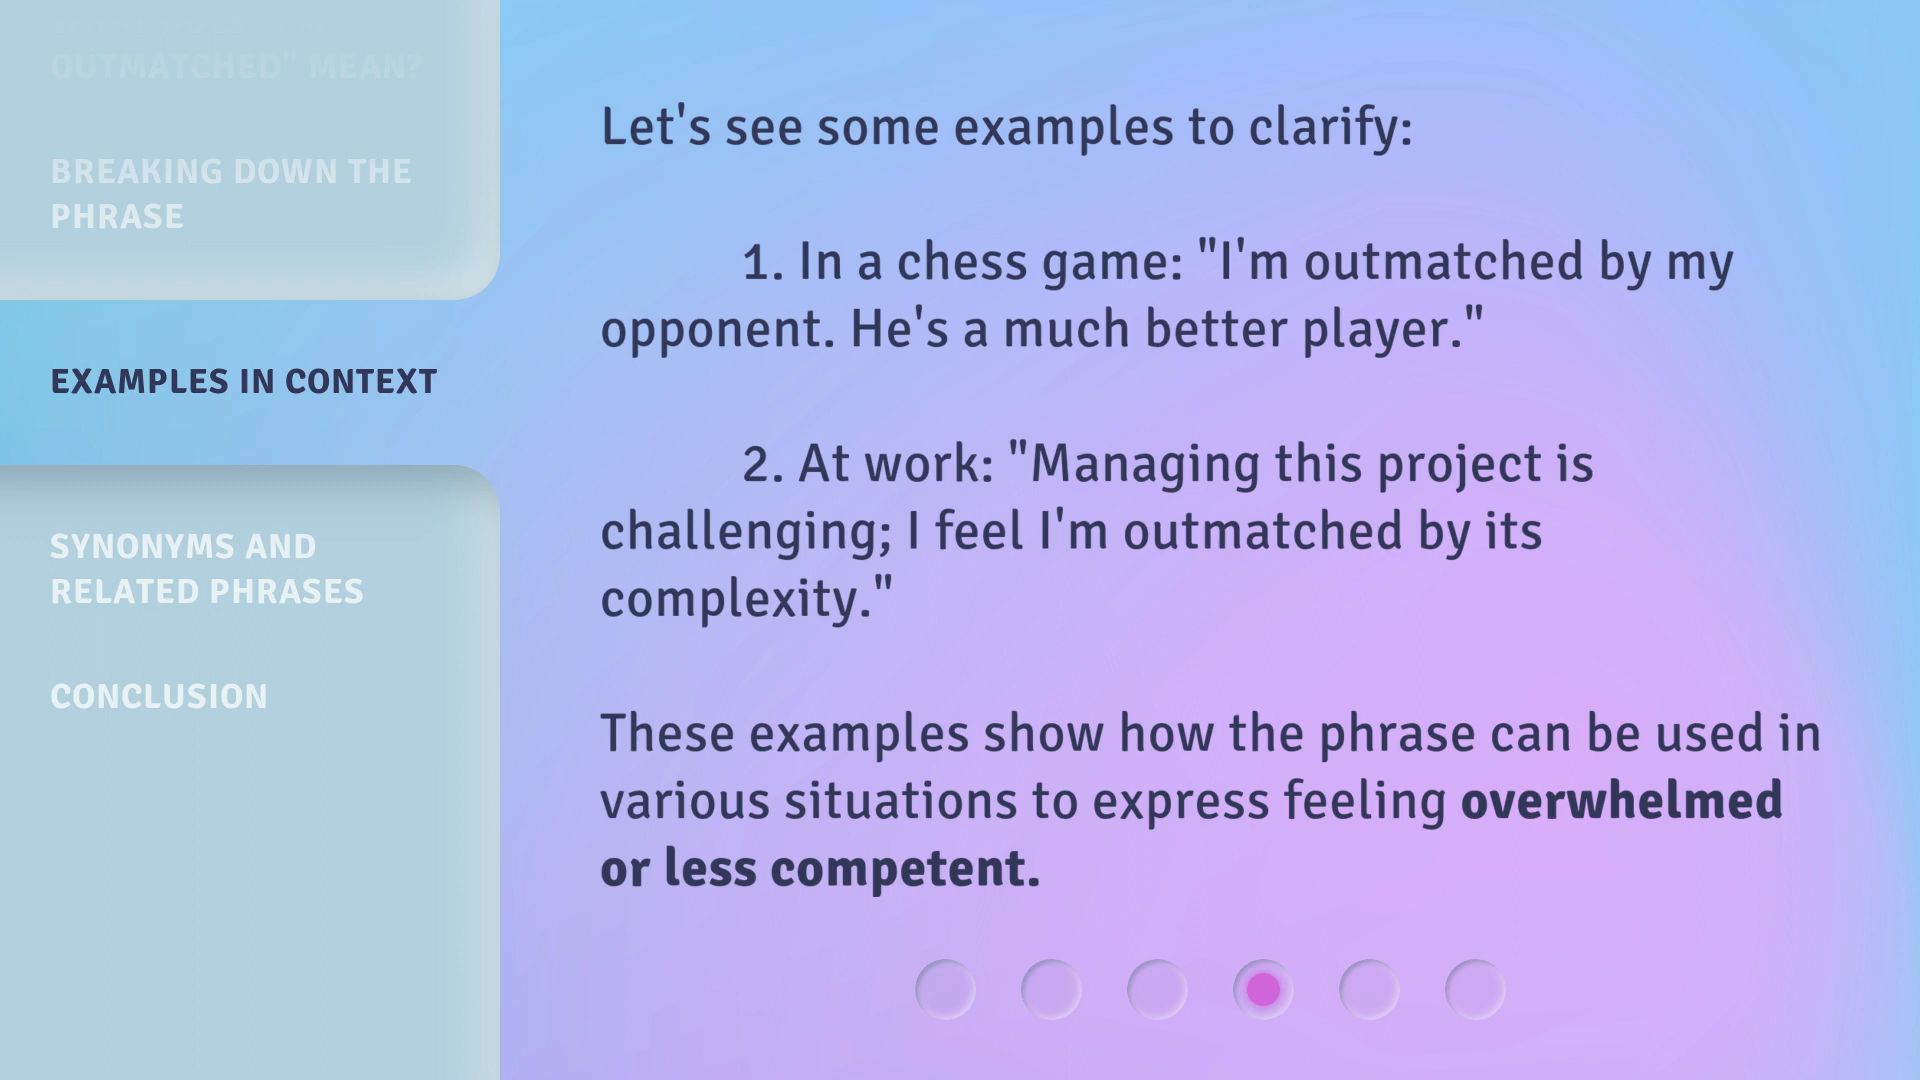 OUTMATCHED" MEAN?
BREAKING DOWN THE
PHRASE
EXAMPLES IN CONTEXT
SYNONYMS AND
RELATED PHRASES
CONCLUSION
Let's see some examples to clarify:
1. In a chess game: "I'm outmatched by my
opponent. He's a much better player."
2. At work: "Managing this project is
challenging; I feel I'm outmatched by its
complexity."
These examples show how the phrase can be used in
various situations to express feeling overwhelmed
or less competent.